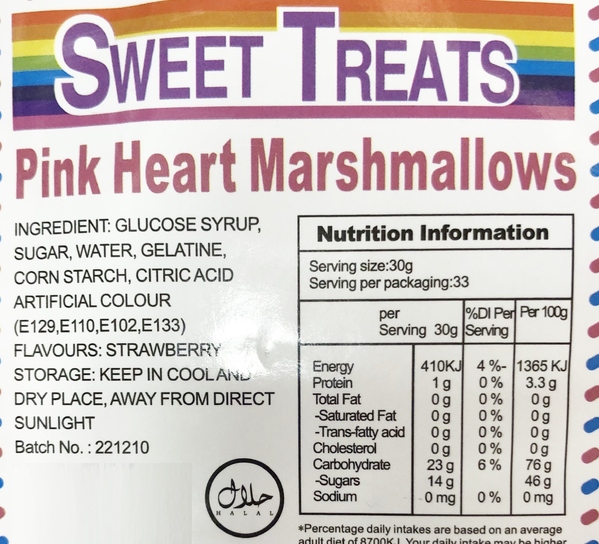 SWEET TREATS
Pink Heart Marshmallows
INGREDIENT: GLUCOSE SYRUP,
SUGAR, WATER, GELATINE,
CORN STARCH, CITRIC ACID
ARTIFICIAL COLOUR
(E129,E110,E102,E133)
FLAVOURS: STRAWBERRY
STORAGE: KEEP IN COOL AND
DRY PLACE, AWAY FROM DIRECT
SUNLIGHT
Batch No. : 221210
حلال
HALAL
Nutrition Information
Serving size:30g
Serving per packaging:33
per Serving 30g %DI Per Serving Per 100g
Energy 410KJ 4 %- 1365 KJ
Protein 1 g 0 % 3.3 g
Total Fat 0 g 0 % 0 g
-Saturated Fat 0 g 0 % 0 g
-Trans-fatty acid 0 g 0 % 0 g
Cholesterol 0 g 0 % 0 g
Carbohydrate 23 g 6 % 76 g
-Sugars 14 g 46 g
Sodium 0 mg 0 % 0 mg
*Percentage daily intakes are based on an average
adult diet of 8700KJ. Your daily intake may be higher